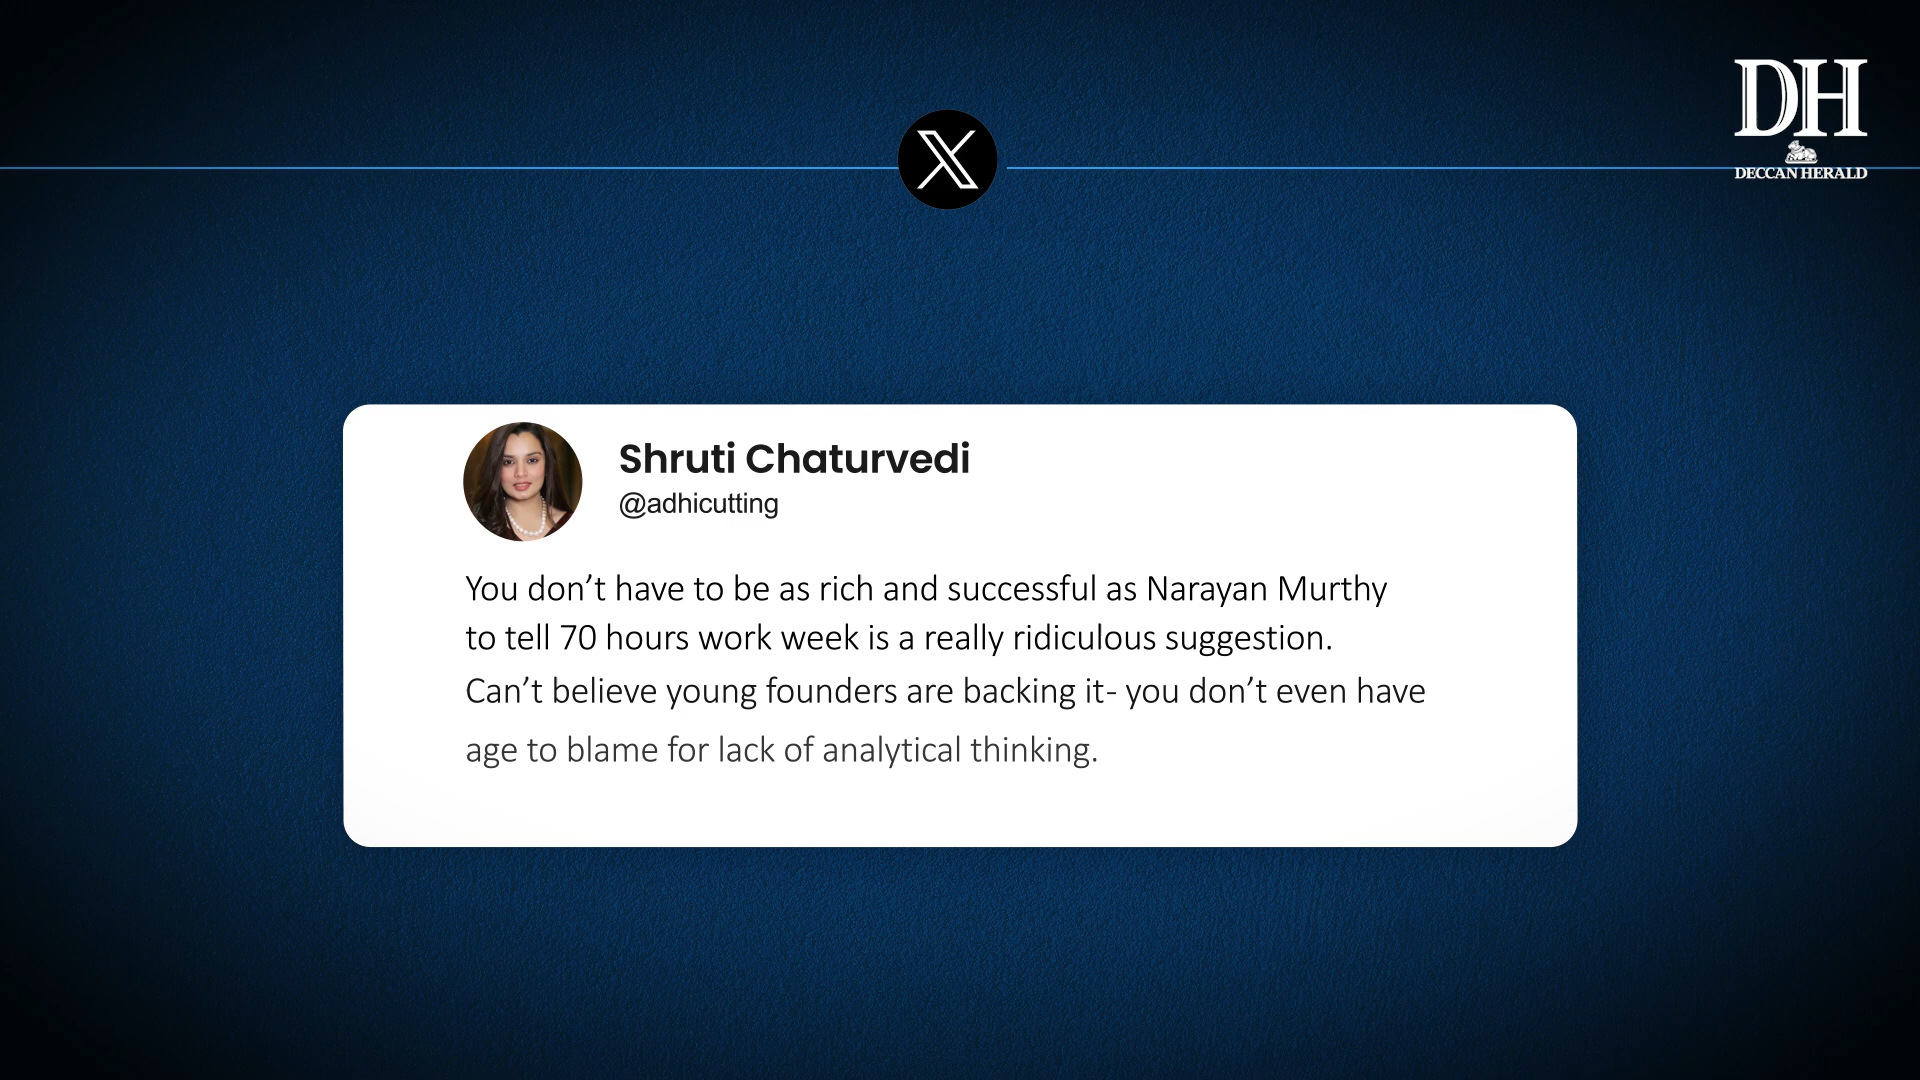 DH
DECCAN HERALD
Shruti Chaturvedi
@adhicutting
You don’t have to be as rich and successful as Narayan Murthy
to tell 70 hours work week is a really ridiculous suggestion.
Can’t believe young founders are backing it- you don’t even have
age to blame for lack of analytical thinking.